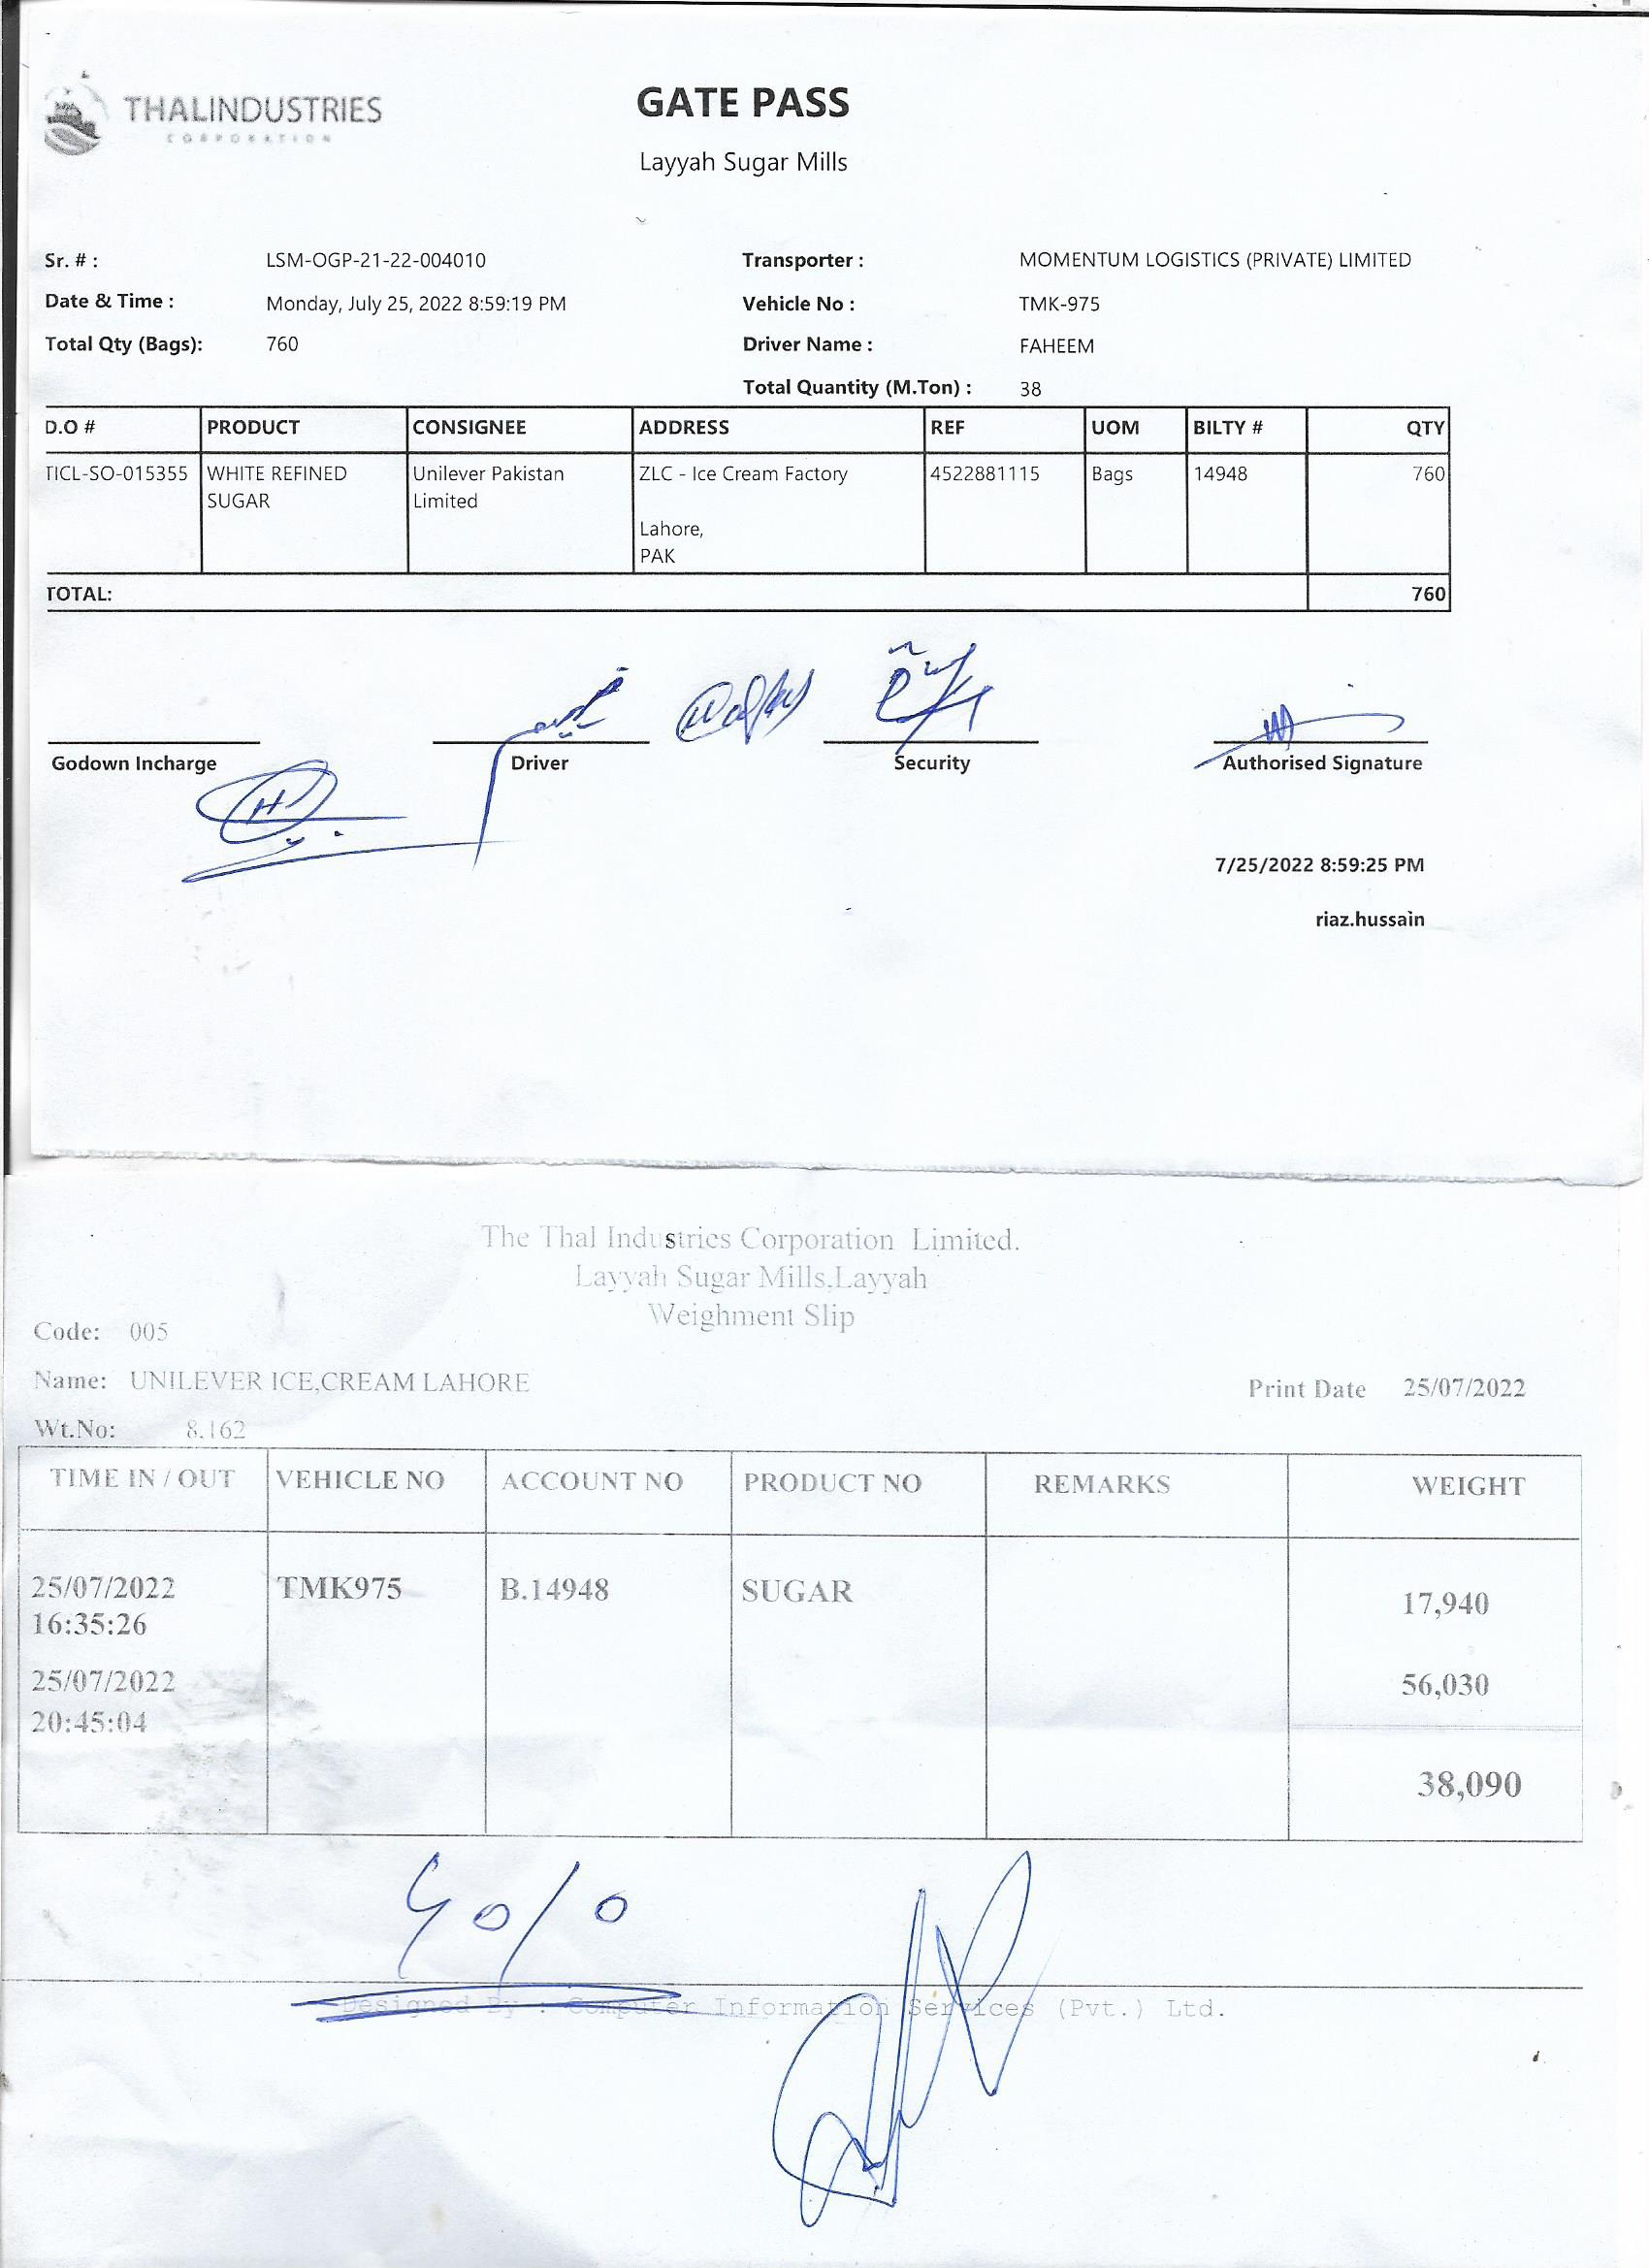 THALINDUSTRIES
CORPORATION
GATE PASS
Layyah Sugar Mills
Sr. # : LSM-OGP-21-22-004010 Transporter : MOMENTUM LOGISTICS (PRIVATE) LIMITED
Date & Time : Monday, July 25, 2022 8:59:19 PM Vehicle No : TMK-975
Total Qty (Bags): 760 Driver Name : FAHEEM
Total Quantity (M.Ton) : 38
D.O # PRODUCT CONSIGNEE ADDRESS REF UOM BILTY # QTY
TICL-SO-015355 WHITE REFINED Unilever Pakistan ZLC - Ice Cream Factory 4522881115 Bags 14948 760
SUGAR Limited
Lahore,
PAK
TOTAL: 760
Godown Incharge Driver Security Authorised Signature
7/25/2022 8:59:25 PM
riaz.hussain
The Thal Industries Corporation Limited.
Layyah Sugar Mills,Layyah
Weighment Slip
Code: 005
Name: UNILEVER ICE,CREAM LAHORE Print Date 25/07/2022
Wt.No: 8,162
TIME IN / OUT VEHICLE NO ACCOUNT NO PRODUCT NO REMARKS WEIGHT
25/07/2022 TMK975 B.14948 SUGAR 17,940
16:35:26
25/07/2022 56,030
20:45:04
38,090
Designed By : Computer Information Services (Pvt.) Ltd.